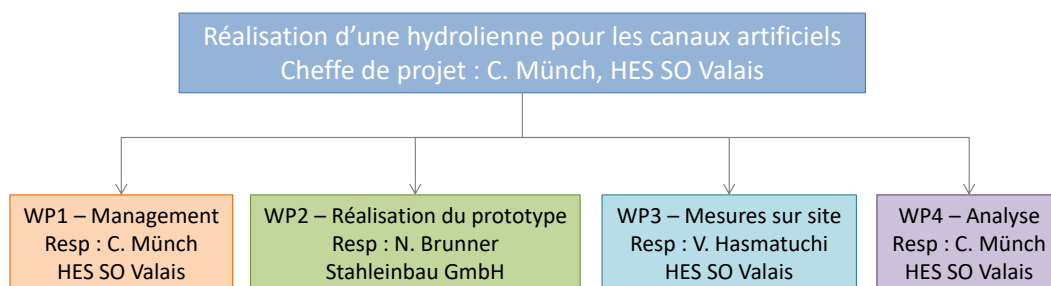 Réalisation d’une hydrolienne pour les canaux artificiels
Cheffe de projet : C. Münch, HES SO Valais
WP1 – Management
Resp : C. Münch
HES SO Valais
WP2 – Réalisation du prototype
Resp : N. Brunner
Stahleinbau GmbH
WP3 – Mesures sur site
Resp : V. Hasmatuchi
HES SO Valais
WP4 – Analyse
Resp : C. Münch
HES SO Valais